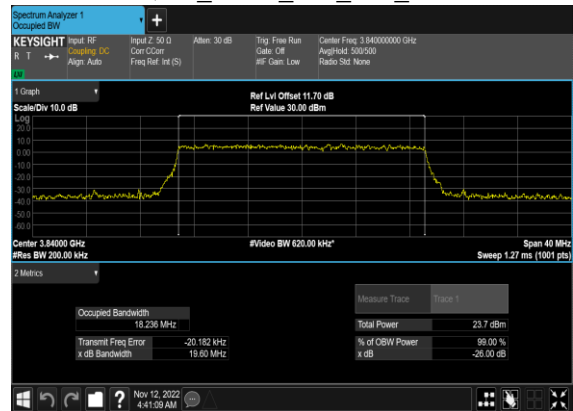 Spectrum Analyzer 1
Occupied BW
+
KEYSIGHT Input: RF Input Z: 50 Ω Atten: 30 dB Trig: Free Run Center Freq: 3.840000000 GHz
R T Coupling: DC Corr CCorr Gate: Off Avg|Hold: 500/500
Align: Auto Freq Ref: Int (S) #IF Gain: Low Radio Std: None
1 Graph
Scale/Div 10.0 dB Ref Lvl Offset 11.70 dB
Ref Value 30.00 dBm
Log
20.0
10.0
0.00
-10.0
-20.0
-30.0
-40.0
-50.0
-60.0
Center 3.84000 GHz #Video BW 620.00 kHz* Span 40 MHz
#Res BW 200.00 kHz Sweep 1.27 ms (1001 pts)
2 Metrics
Measure Trace Trace 1
Occupied Bandwidth
18.236 MHz Total Power 23.7 dBm
Transmit Freq Error -20.182 kHz % of OBW Power 99.00 %
x dB Bandwidth 19.60 MHz x dB -26.00 dB
? Nov 12, 2022
4:41:09 AM